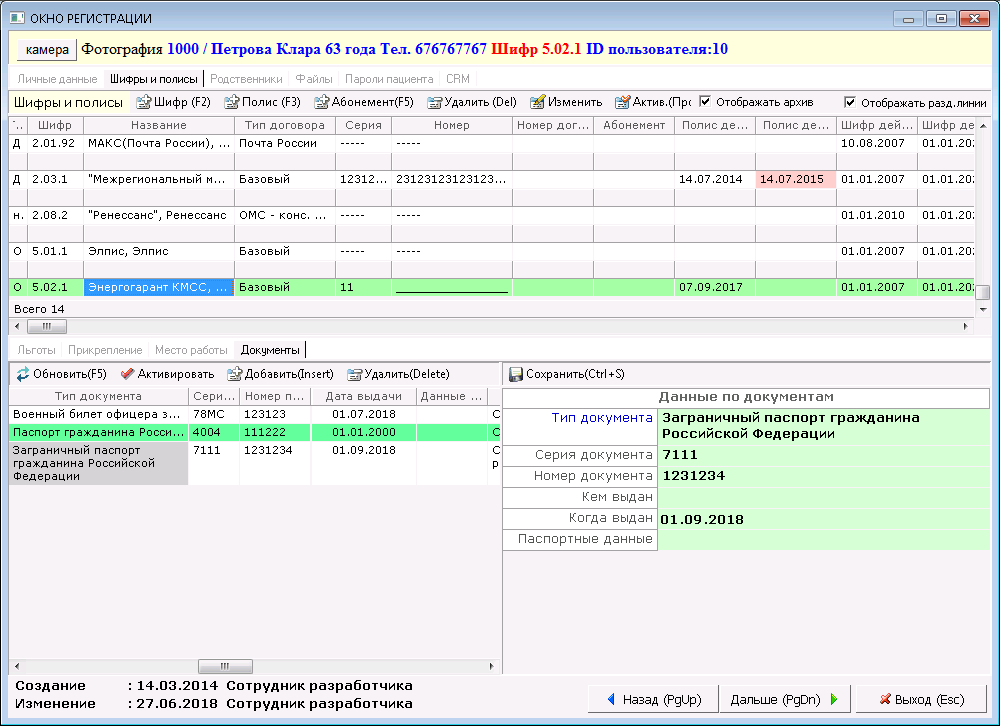 ОКНО РЕГИСТРАЦИИ
камера Фотография 1000 / Петрова Клара 63 года Тел. 676767767 Шифр 5.02.1 ID пользователя:10
Личные данные Шифры и полисы Родственники Файлы Пароли пациента CRM
Шифры и полисы Шифр (F2) Полис (F3) Абонемент(F5) Удалить (Del) Изменить Актив.(Прс Отображать архив Отображать разд.линии
'.. Шифр Название Тип договора Серия Номер Номер дог... Абонемент Полис де... Полис де... Шифр дей... Шифр де
Д 2.01.92 МАКС(Почта России), ... Почта России ----- ----- 10.08.2007 01.01.20
Д 2.03.1 "Межрегиональный м... Базовый 12312... 23123123123123... 14.07.2014 14.07.2015 01.01.2007 01.01.20
н. 2.08.2 "Ренессанс", Ренессанс ОМС - конс. ... ----- ----- 01.01.2010 01.01.20
О 5.01.1 Элпис, Элпис Базовый ----- ----- 01.01.2007 01.01.20
О 5.02.1 Энергогарант КМСС, ... Базовый 11 ______________ 07.09.2017 01.01.2007 01.01.20
Всего 14
Льготы Прикрепление Место работы Документы
Обновить(F5) Активировать Добавить(Insert) Удалить(Delete) Сохранить(Ctrl+S)
Тип документа Сери... Номер п... Дата выдачи Данные ...
Военный билет офицера з... 78МС 123123 01.07.2018 С
Паспорт гражданина Росси... 4004 111222 01.01.2000 С
Заграничный паспорт гражданина Российской Федерации 7111 1231234 01.09.2018 С р
Данные по документам
Тип документа Заграничный паспорт гражданина
Российской Федерации
Серия документа 7111
Номер документа 1231234
Кем выдан
Когда выдан 01.09.2018
Паспортные данные
Создание : 14.03.2014 Сотрудник разработчика
Изменение : 27.06.2018 Сотрудник разработчика
Назад (PgUp) Дальше (PgDn) Выход (Esc)